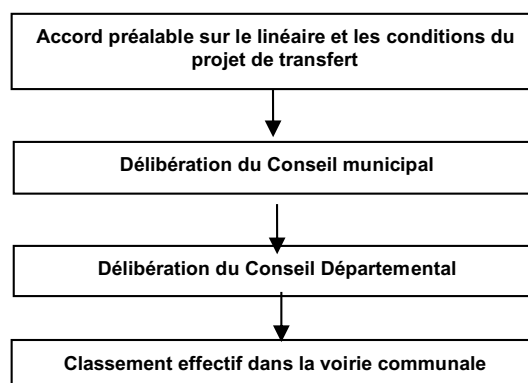 Accord préalable sur le linéaire et les conditions du
projet de transfert
Délibération du Conseil municipal
Délibération du Conseil Départemental
Classement effectif dans la voirie communale